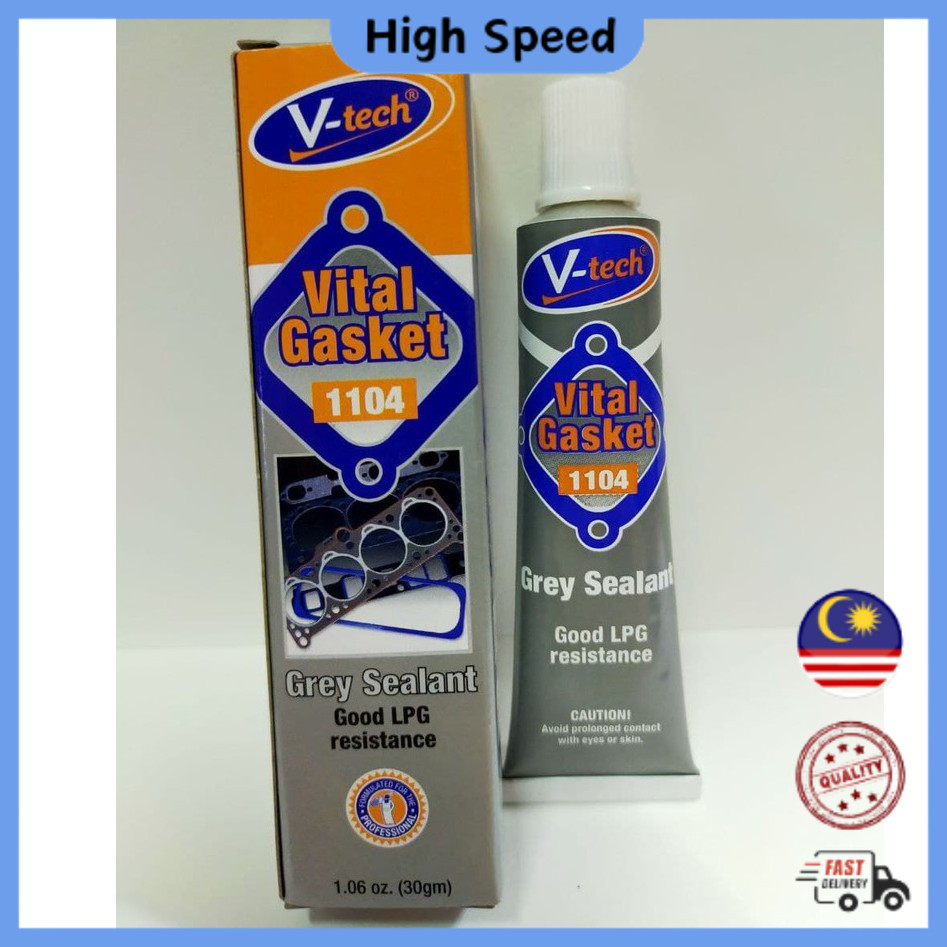 High Speed
V-tech®
Vital
Gasket
1104
Grey Sealant
Good LPG
resistance
FORMULATED FOR THE
PROFESSIONAL
1.06 oz. (30gm)
V-tech®
Vital
Gasket
1104
Grey Sealant
Good LPG
resistance
CAUTION!
Avoid prolonged contact
with eyes or skin.
QUALITY
FAST
DELIVERY